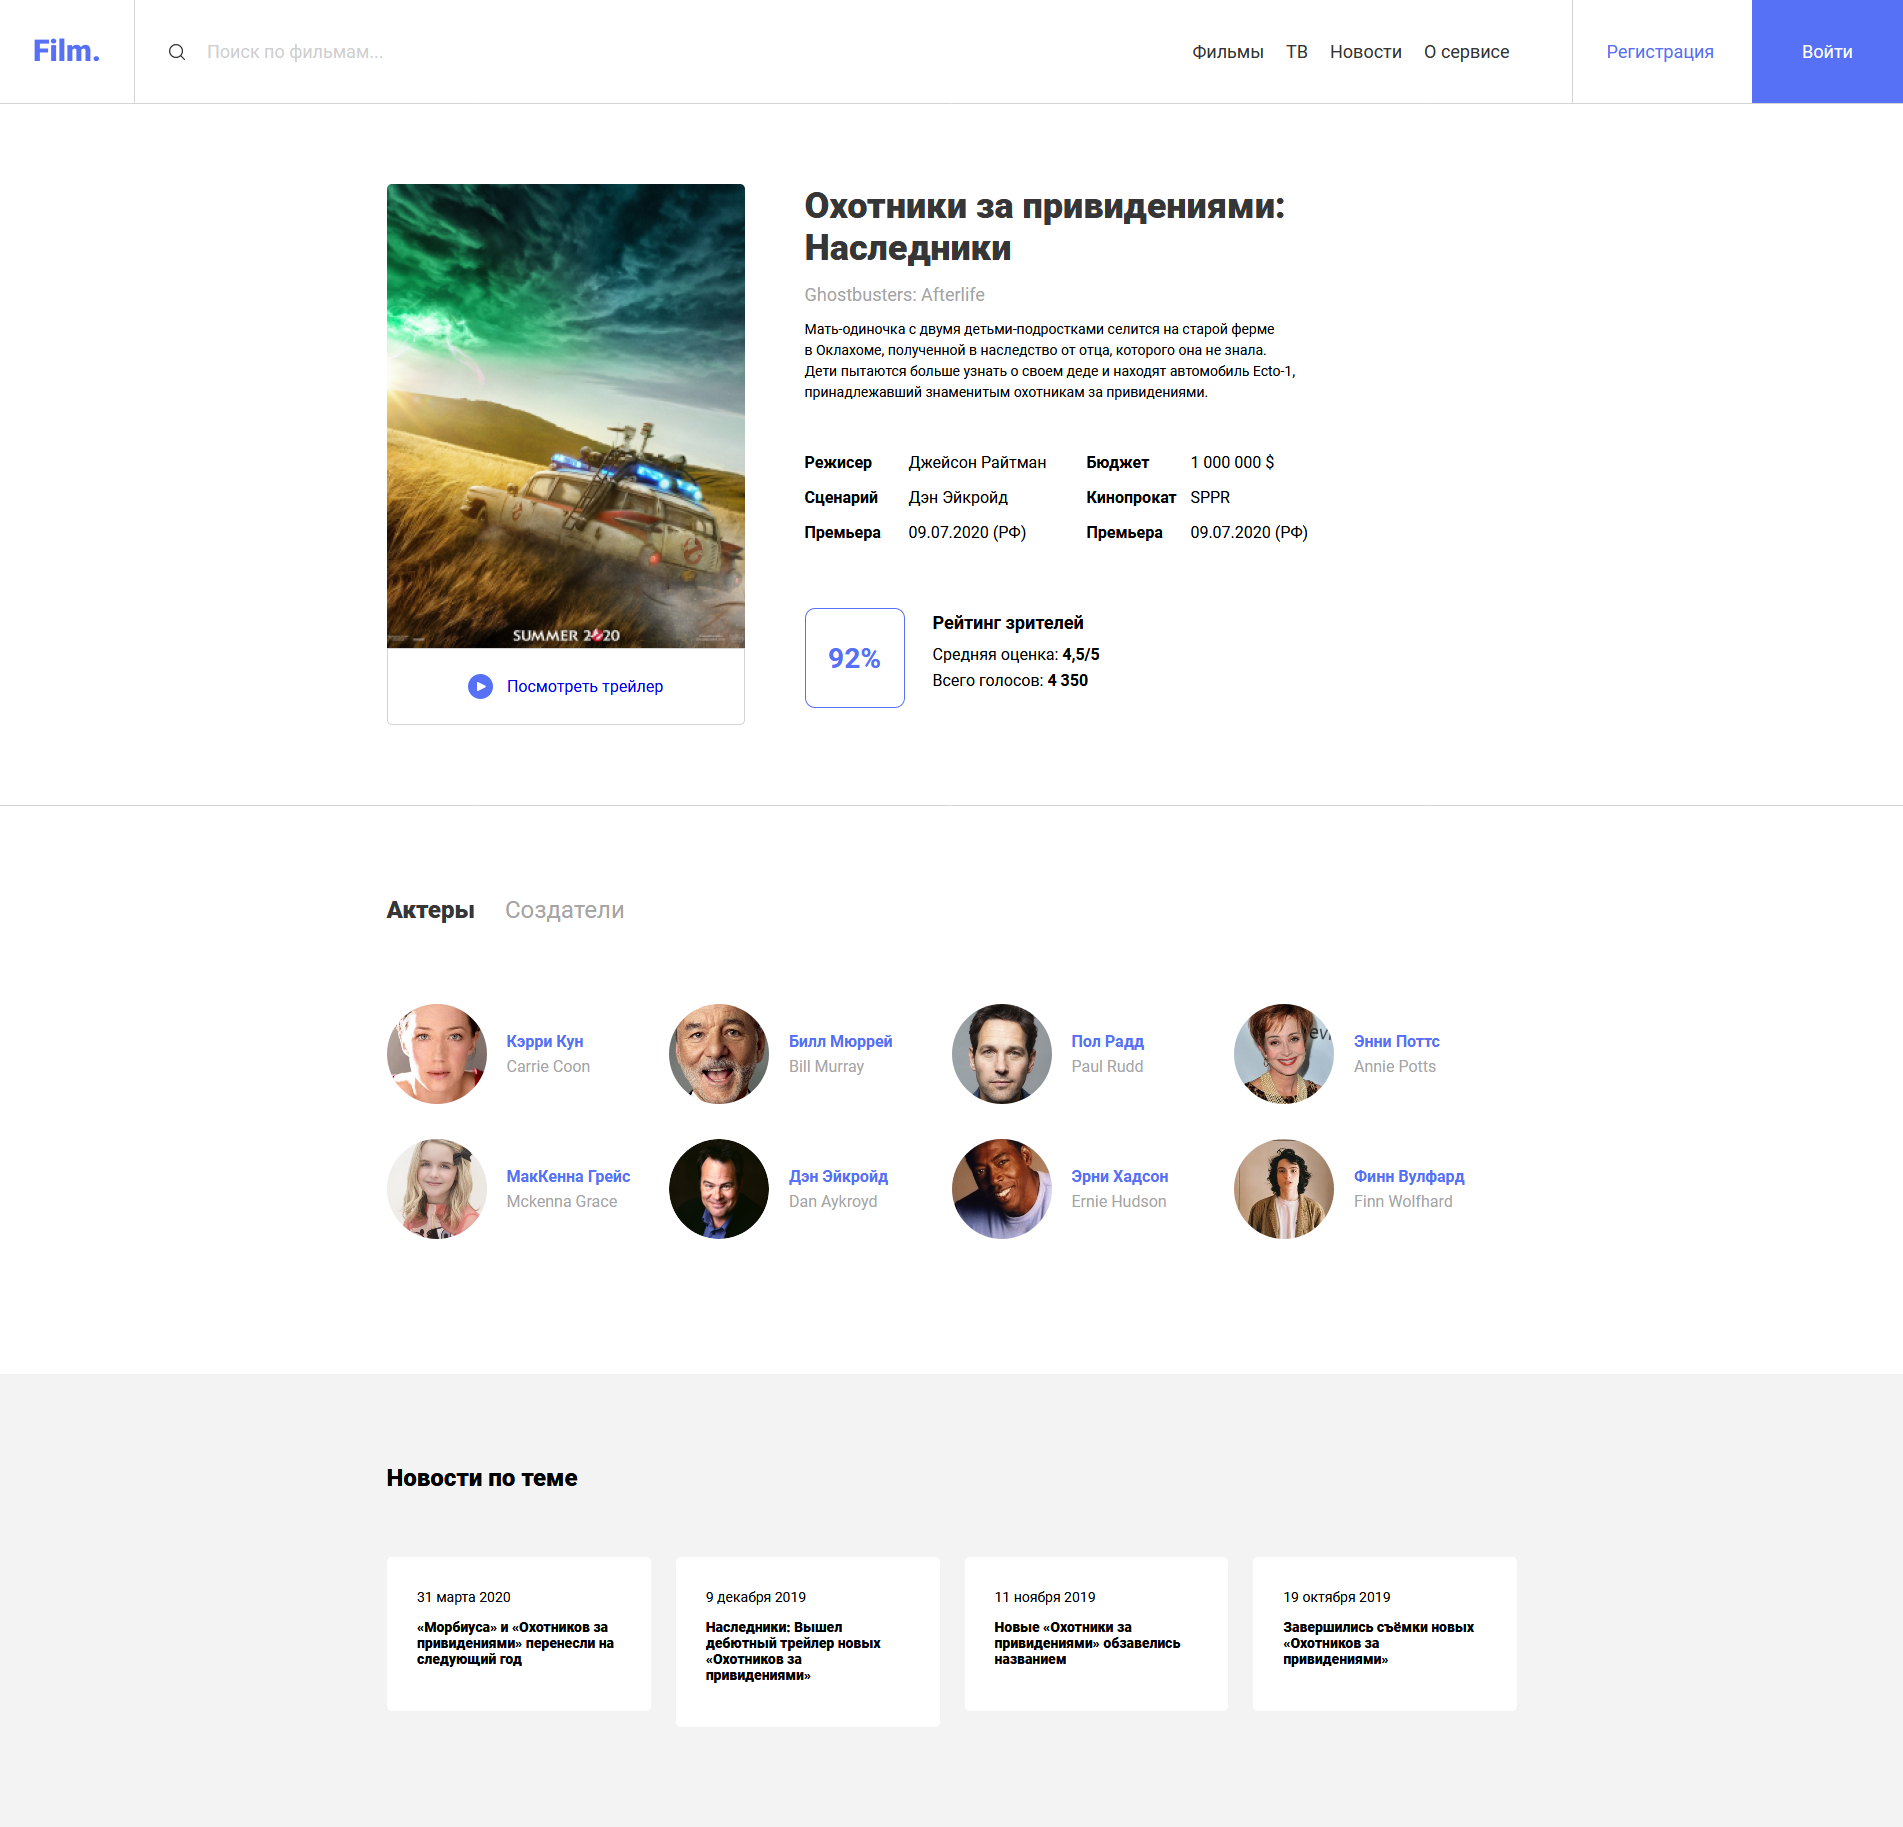 Film.
Поиск по фильмам...
Фильмы ТВ Новости О сервисе
Регистрация
Войти
SUMMER 2020
Посмотреть трейлер
Охотники за привидениями:
Наследники
Ghostbusters: Afterlife
Мать-одиночка с двумя детьми-подростками селится на старой ферме
в Оклахоме, полученной в наследство от отца, которого она не знала.
Дети пытаются больше узнать о своем деде и находят автомобиль Ecto-1,
принадлежавший знаменитым охотникам за привидениями.
Режисер Джейсон Райтман Бюджет 1 000 000 $
Сценарий Дэн Эйкройд Кинопрокат SPPR
Премьера 09.07.2020 (РФ) Премьера 09.07.2020 (РФ)
92%
Рейтинг зрителей
Средняя оценка: 4,5/5
Всего голосов: 4 350
Актеры Создатели
Кэрри Кун
Carrie Coon
Билл Мюррей
Bill Murray
Пол Радд
Paul Rudd
Энни Поттс
Annie Potts
МакКенна Грейс
Mckenna Grace
Дэн Эйкройд
Dan Aykroyd
Эрни Хадсон
Ernie Hudson
Финн Вулфард
Finn Wolfhard
Новости по теме
31 марта 2020
«Морбиуса» и «Охотников за
привидениями» перенесли на
следующий год
9 декабря 2019
Наследники: Вышел
дебютный трейлер новых
«Охотников за
привидениями»
11 ноября 2019
Новые «Охотники за
привидениями» обзавелись
названием
19 октября 2019
Завершились съёмки новых
«Охотников за
привидениями»